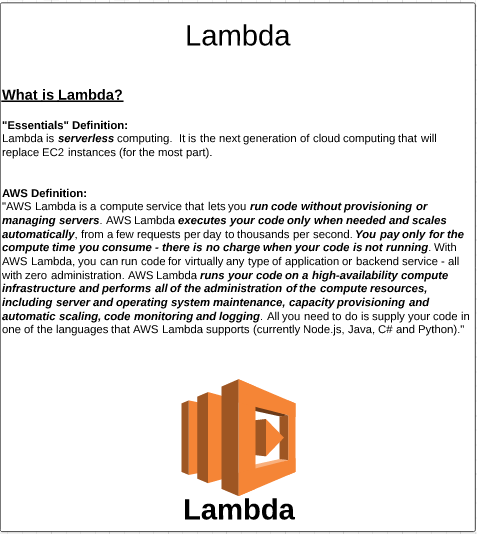 Lambda
What is Lambda?
"Essentials" Definition:
Lambda is serverless computing.  It is the next generation of cloud computing that will
replace EC2 instances (for the most part).
AWS Definition:
"AWS Lambda is a compute service that lets you run code without provisioning or
managing servers. AWS Lambda executes your code only when needed and scales
automatically, from a few requests per day to thousands per second. You pay only for the
compute time you consume - there is no charge when your code is not running. With
AWS Lambda, you can run code for virtually any type of application or backend service - all
with zero administration. AWS Lambda runs your code on a high-availability compute
infrastructure and performs all of the administration of the compute resources,
including server and operating system maintenance, capacity provisioning and
automatic scaling, code monitoring and logging. All you need to do is supply your code in
one of the languages that AWS Lambda supports (currently Node.js, Java, C# and Python)."
Lambda